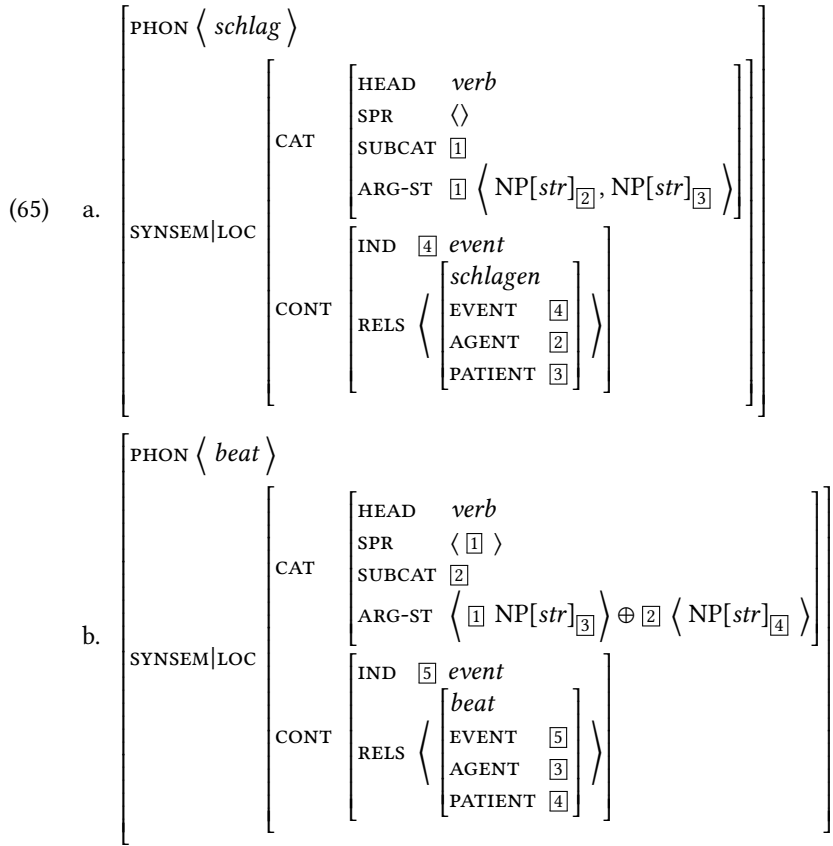 (65) a.
PHON ⟨ schlag ⟩
SYNSEM|LOC
CAT
HEAD verb
SPR ⟨⟩
SUBCAT 1
ARG-ST 1 ⟨ NP[str]2, NP[str]3 ⟩
CONT
IND 4 event
RELS ⟨
schlagen
EVENT 4
AGENT 2
PATIENT 3
⟩
b.
PHON ⟨ beat ⟩
SYNSEM|LOC
CAT
HEAD verb
SPR ⟨ 1 ⟩
SUBCAT 2
ARG-ST ⟨ 1 NP[str]3 ⟩ ⊕ 2 ⟨ NP[str]4 ⟩
CONT
IND 5 event
RELS ⟨
beat
EVENT 5
AGENT 3
PATIENT 4
⟩